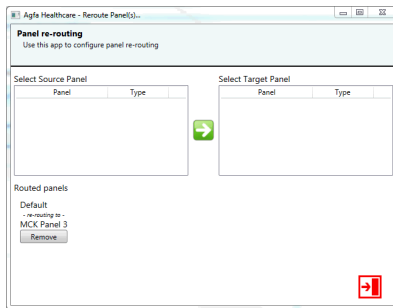 Agfa Healthcare - Reroute Panel(s)...
Panel re-routing
Use this app to configure panel re-routing
Select Source Panel
Select Target Panel
Panel Type
Panel Type
Routed panels
Default
- re-routing to -
MCK Panel 3
Remove